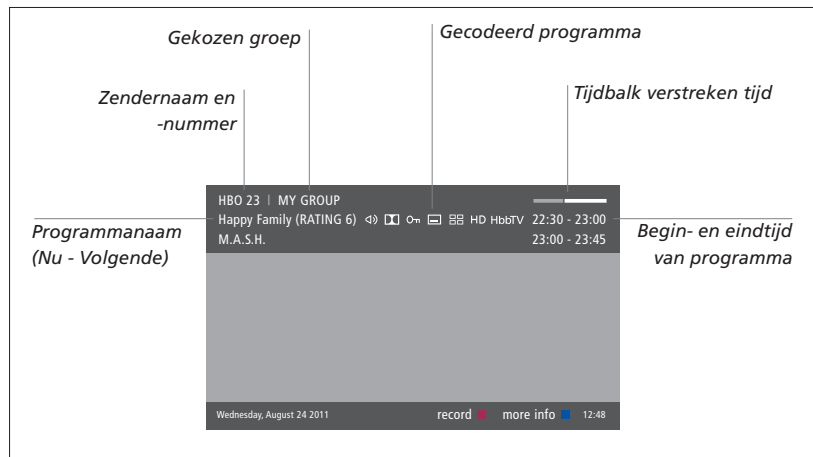 Gekozen groep
Gecodeerd programma
Zendernaam en
-nummer
Tijdbalk verstreken tijd
HBO 23 | MY GROUP
Happy Family (RATING 6) HD HbbTV 22:30 - 23:00
M.A.S.H. 23:00 - 23:45
Programmanaam
(Nu - Volgende)
Begin- en eindtijd
van programma
Wednesday, August 24 2011 record more info 12:48